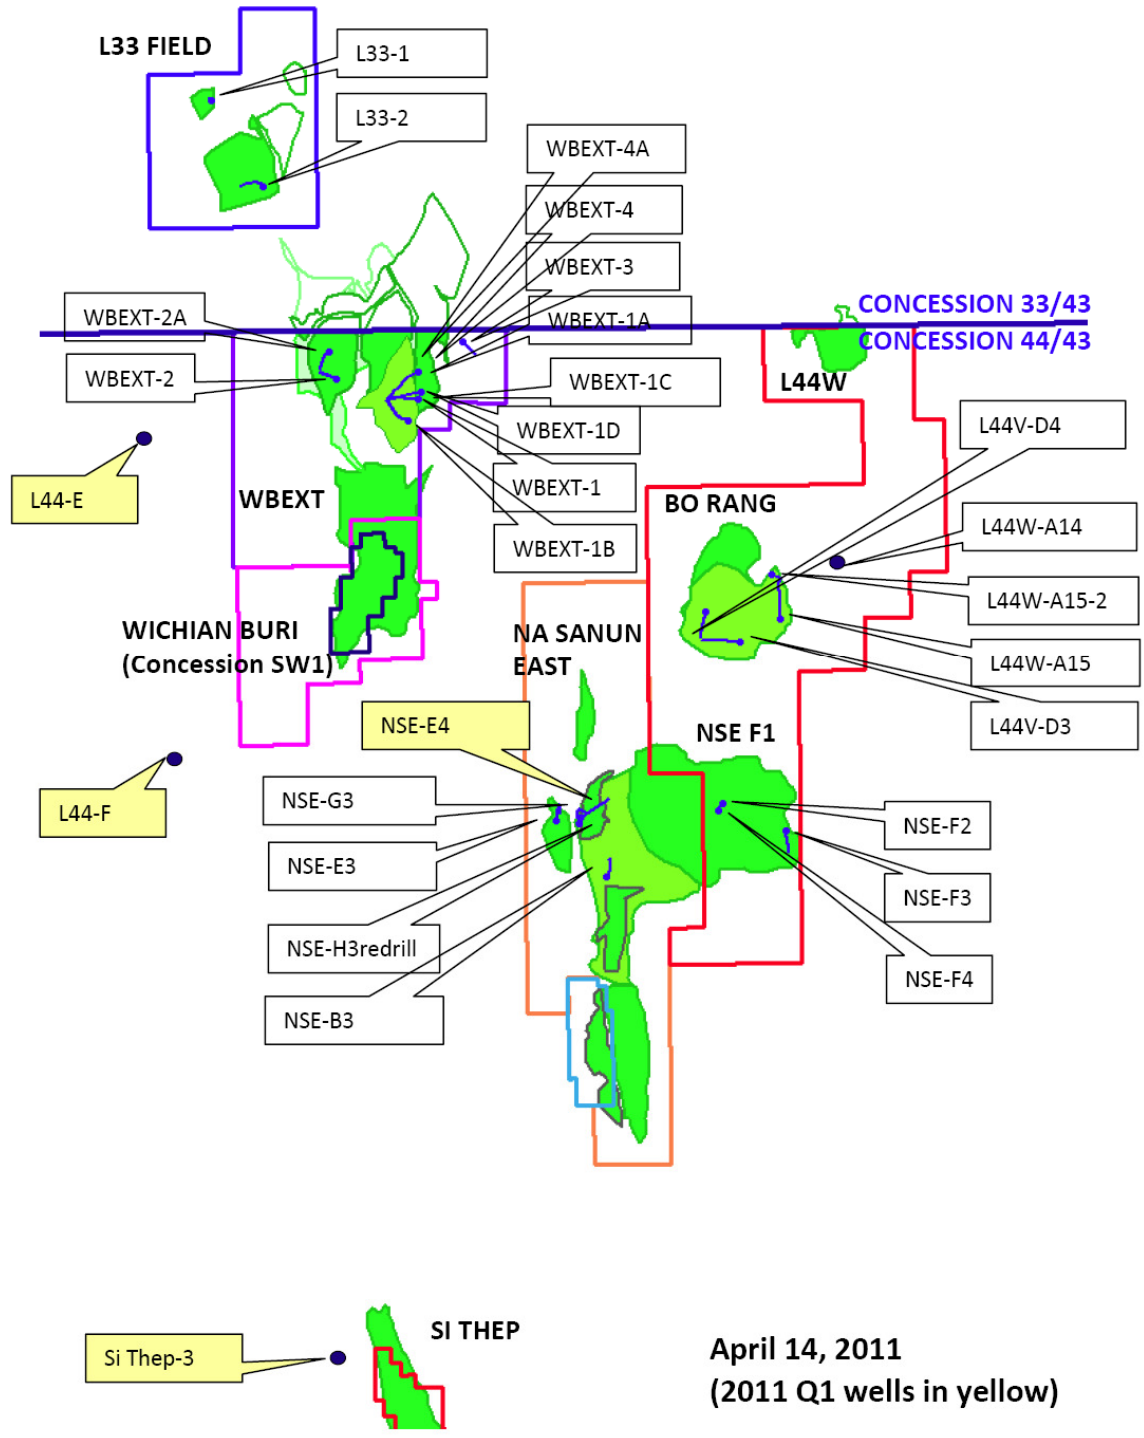 L33 FIELD
L33-1
L33-2
WBEXT-4A
WBEXT-4
WBEXT-3
WBEXT-1A
CONCESSION 33/43
CONCESSION 44/43
WBEXT-2A
WBEXT-2
WBEXT-1C
L44W
L44V-D4
WBEXT-1D
L44-E
WBEXT
WBEXT-1
BO RANG
L44W-A14
WBEXT-1B
L44W-A15-2
WICHIAN BURI
(Concession SW1)
NA SANUN
EAST
L44W-A15
L44V-D3
NSE-E4
NSE F1
L44-F
NSE-G3
NSE-F2
NSE-E3
NSE-F3
NSE-H3redrill
NSE-F4
NSE-B3
SI THEP
Si Thep-3
April 14, 2011
(2011 Q1 wells in yellow)